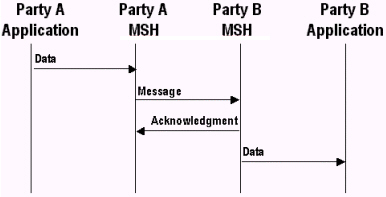 Party A
Application
Party A
MSH
Party B
MSH
Party B
Application
Data
Message
Acknowledgment
Data